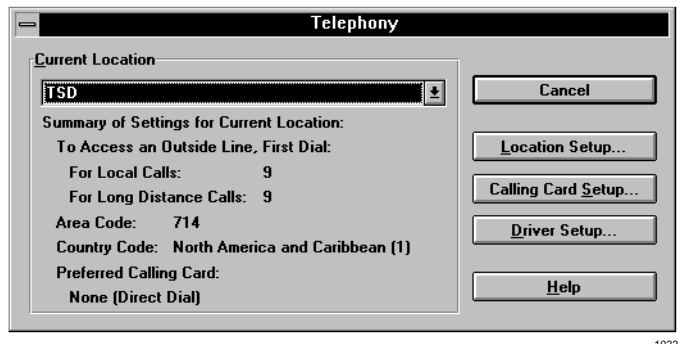 Telephony
Current Location
TSD
Summary of Settings for Current Location:
To Access an Outside Line, First Dial:
For Local Calls: 9
For Long Distance Calls: 9
Area Code: 714
Country Code: North America and Caribbean (1)
Preferred Calling Card:
None (Direct Dial)
Cancel
Location Setup...
Calling Card Setup...
Driver Setup...
Help